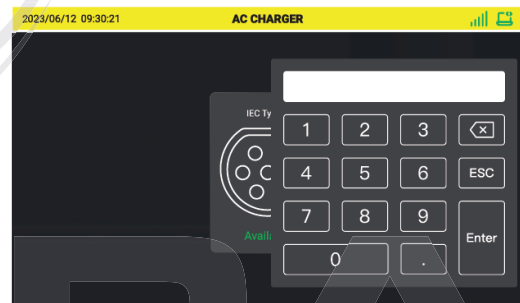 2023/06/12 09:30:21 AC CHARGER
IEC Ty
1 2 3
4 5 6 ESC
7 8 9
Enter
0 .
Availa